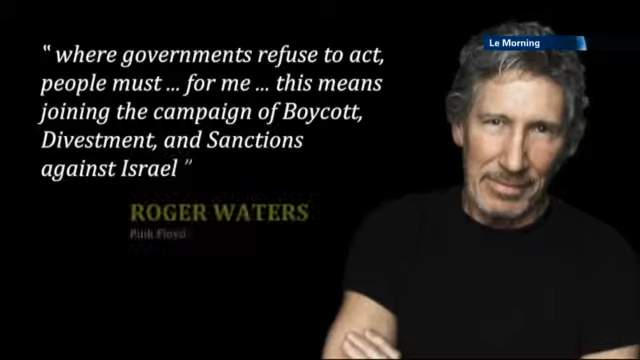 Le Morning
“ where governments refuse to act,
people must ... for me ... this means
joining the campaign of Boycott,
Divestment, and Sanctions
against Israel ”
ROGER WATERS
Pink Floyd